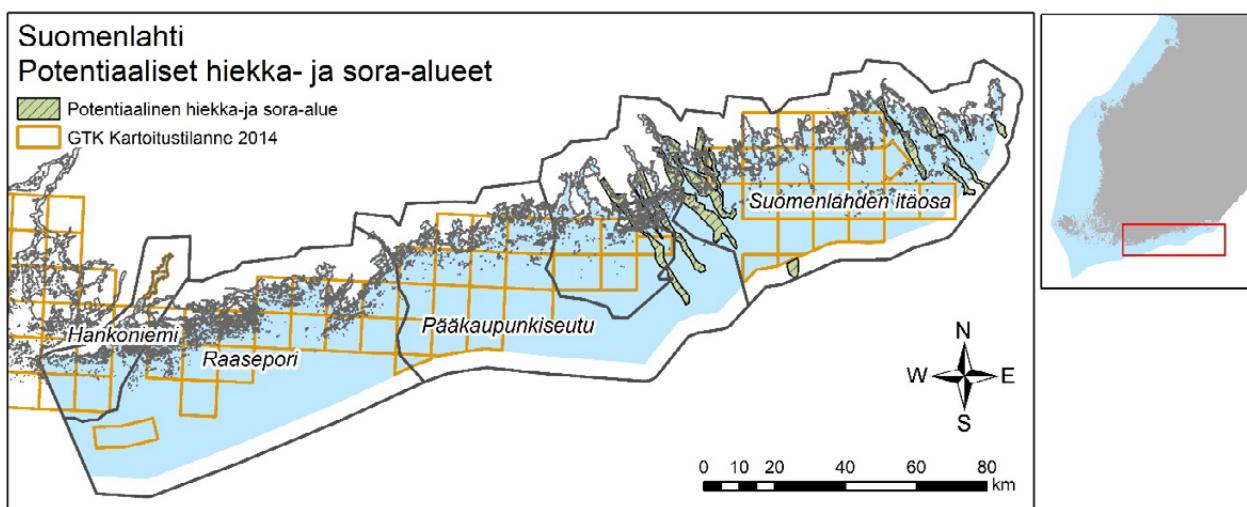 Suomenlahti
Potentiaaliset hiekka- ja sora-alueet
Potentiaalinen hiekka-ja sora-alue
GTK Kartoitustilanne 2014
Suomenlahden itäosa
Hankoniemi
Pääkaupunkiseutu
Raasepori
N
W E
S
0 10 20 40 60 80
km